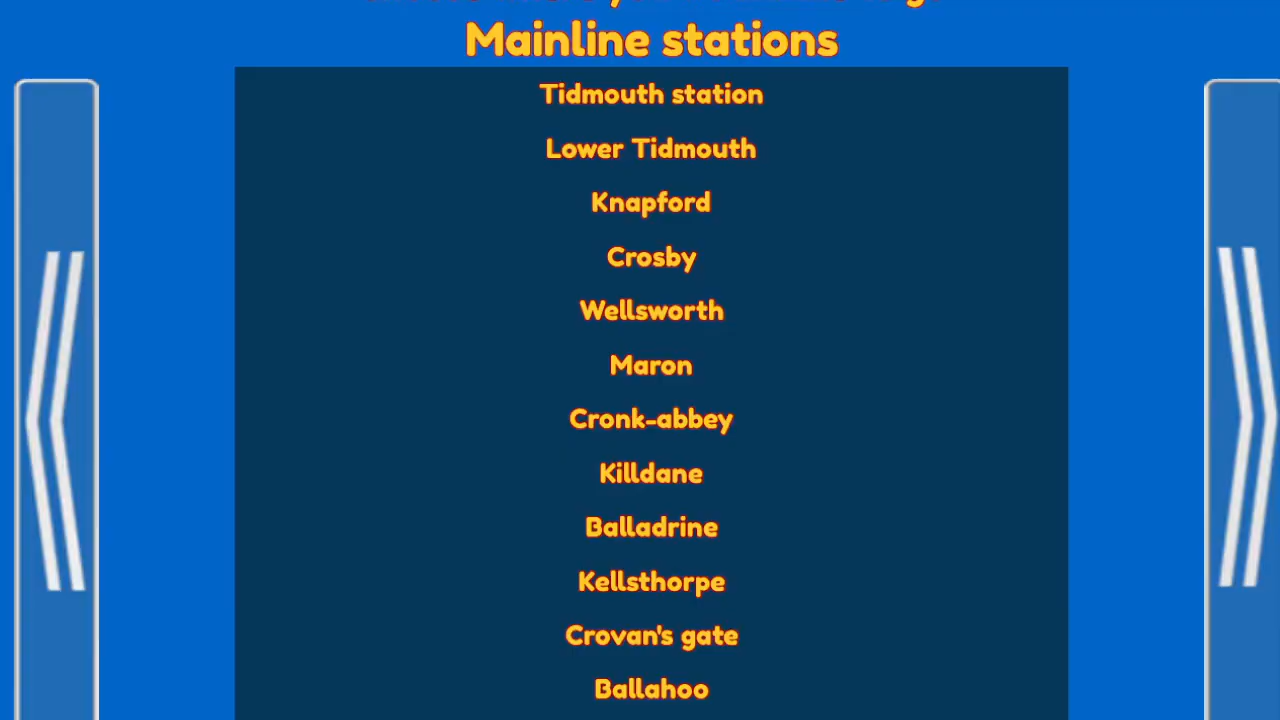 Mainline stations
Tidmouth station
Lower Tidmouth
Knapford
Crosby
Wellsworth
Maron
Cronk-abbey
Killdane
Balladrine
Kellsthorpe
Crovan's gate
Ballahoo